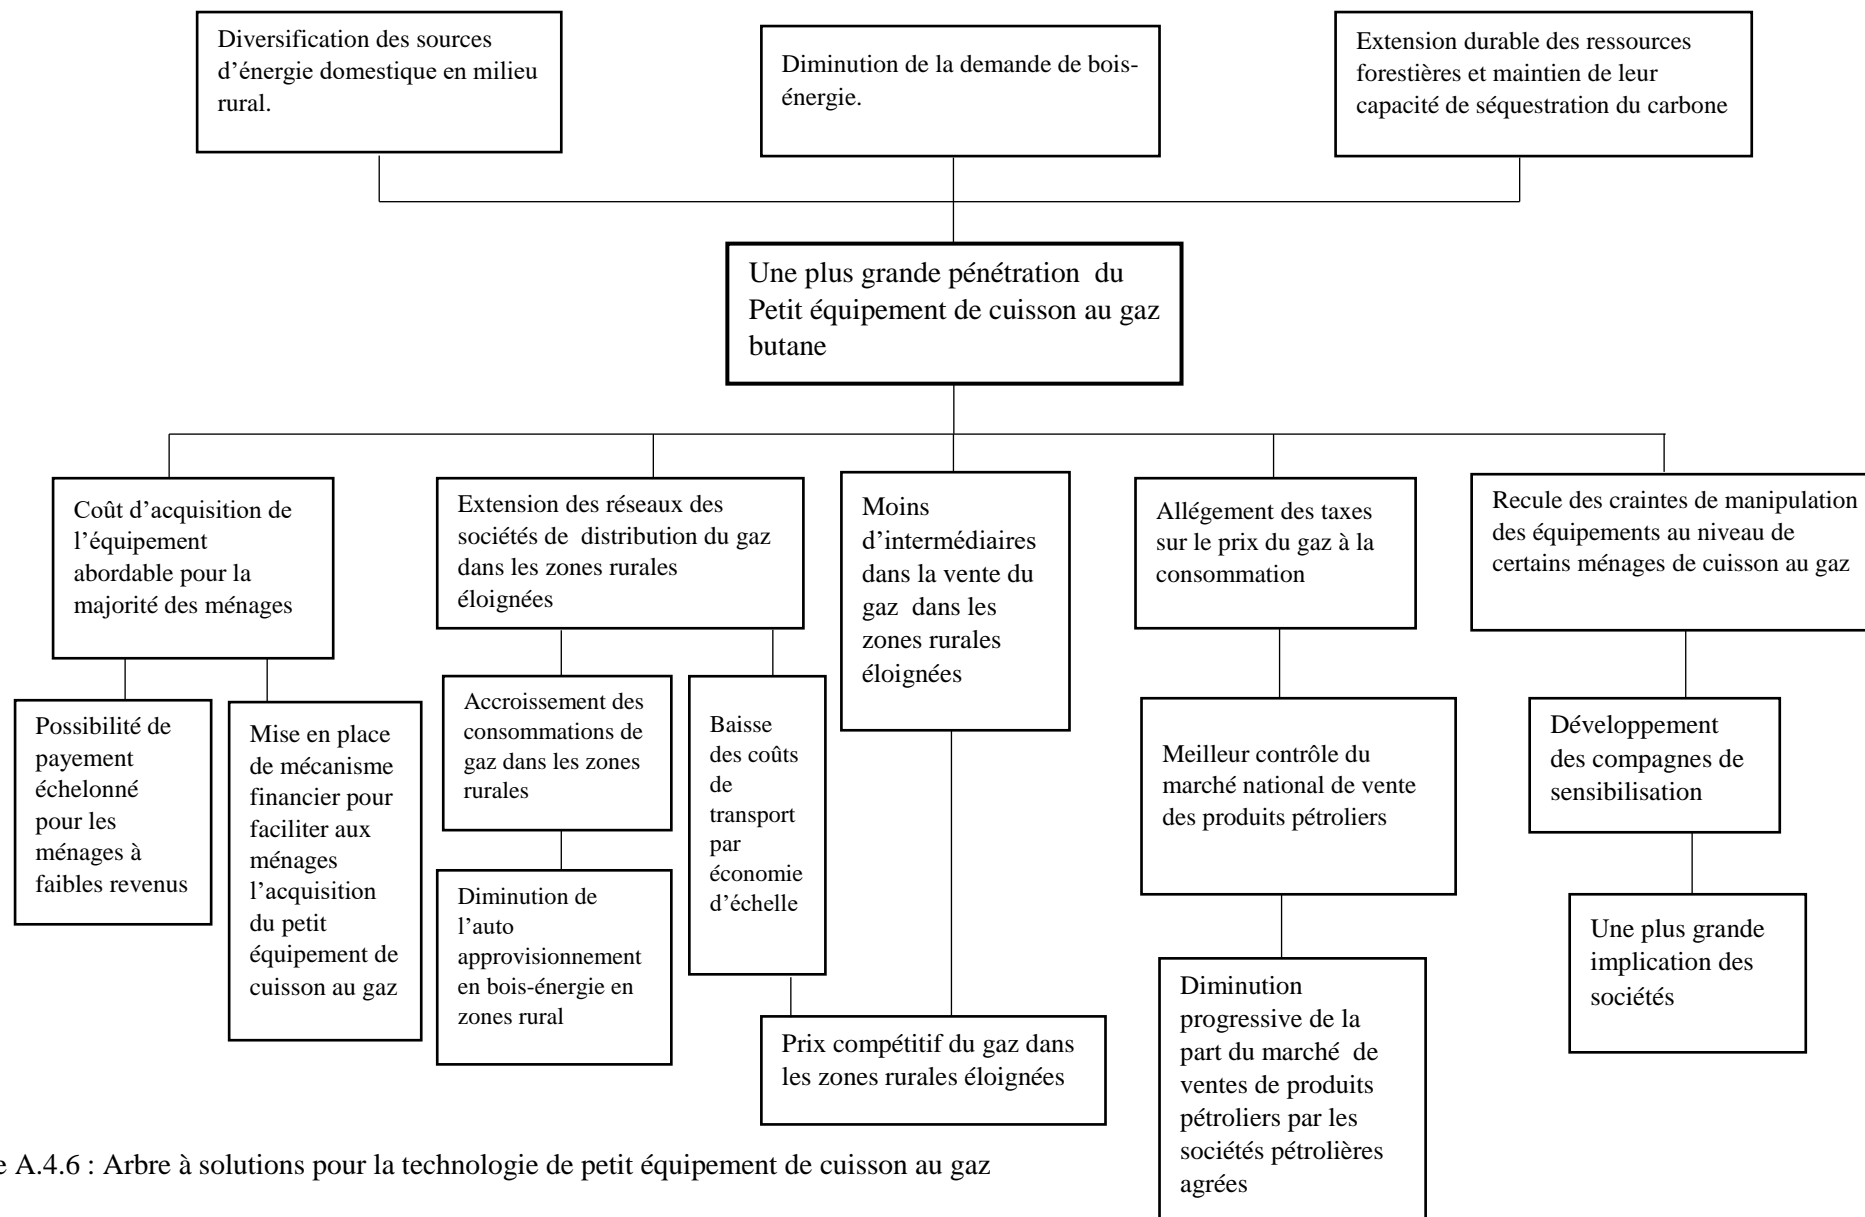 Diversification des sources
d’énergie domestique en milieu
rural.
Diminution de la demande de bois-
énergie.
Extension durable des ressources
forestières et maintien de leur
capacité de séquestration du carbone
Une plus grande pénétration  du
Petit équipement de cuisson au gaz
butane
Coût d’acquisition de
l’équipement
abordable pour la
majorité des ménages
Extension des réseaux des
sociétés de  distribution du gaz
dans les zones rurales
éloignées
Moins
d’intermédiaires
dans la vente du
gaz  dans les
zones rurales
éloignées
Allégement des taxes
sur le prix du gaz à la
consommation
Recule des craintes de manipulation
des équipements au niveau de
certains ménages de cuisson au gaz
Possibilité de
payement
échelonné
pour les
ménages à
faibles revenus
Mise en place
de mécanisme
financier pour
faciliter aux
ménages
l’acquisition
du petit
équipement de
cuisson au gaz
Accroissement des
consommations de
gaz dans les zones
rurales
Baisse
des coûts
de
transport
par
économie
d’échelle
Meilleur contrôle du
marché national de vente
des produits pétroliers
Développement
des compagnes de
sensibilisation
Diminution de
l’auto
approvisionnement
en bois-énergie en
zones rural
Prix compétitif du gaz dans
les zones rurales éloignées
Diminution
progressive de la
part du marché  de
ventes de produits
pétroliers par les
sociétés pétrolières
agrées
Une plus grande
implication des
sociétés
e A.4.6 : Arbre à solutions pour la technologie de petit équipement de cuisson au gaz